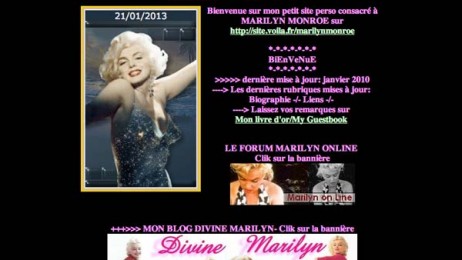 21/01/2013
Bienvenue sur mon petit site perso consacré à
MARILYN MONROE sur
http://site.voila.fr/marilynmonroe
*-*-*-*-*-*-*
BiEnVeNuE
*-*-*-*-*-*-*
>>>>> dernière mise à jour: janvier 2010
----> Les dernières rubriques mises à jour:
Biographie -/- Liens -/-
----> Laissez vos remarques sur
Mon livre d'or/My Guestbook
LE FORUM MARILYN ONLINE
Clik sur la bannière
Marilyn on line
+++>>> MON BLOG DIVINE MARILYN- Clik sur la bannière
Divine Marilyn